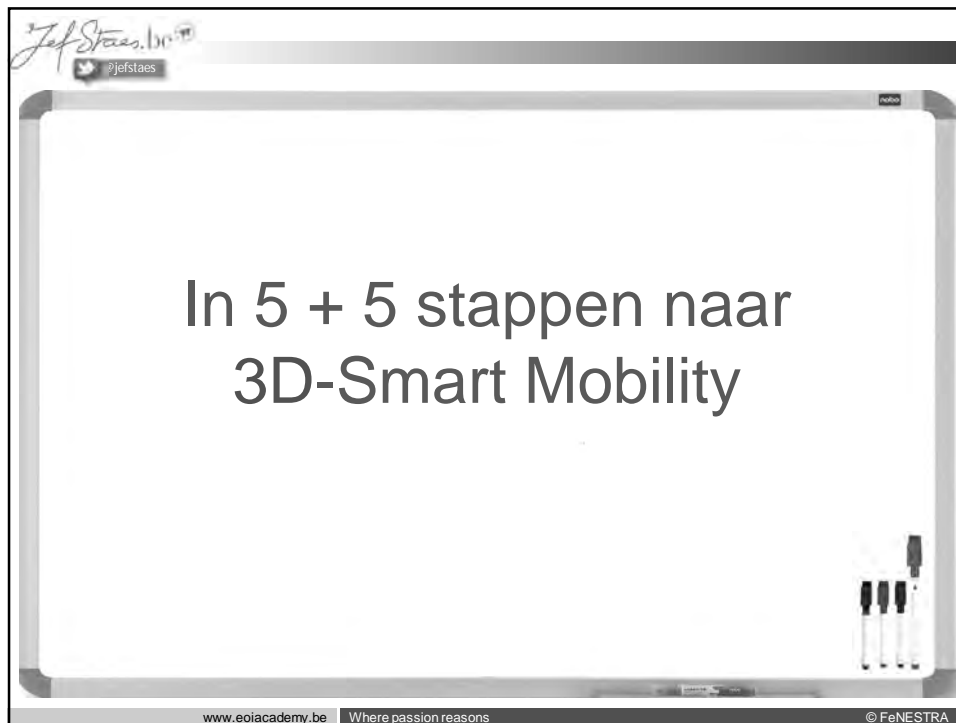 JefStaes.be
@jefstaes
nobo
In 5 + 5 stappen naar
3D-Smart Mobility
www.eoiacademy.be Where passion reasons © FeNESTRA